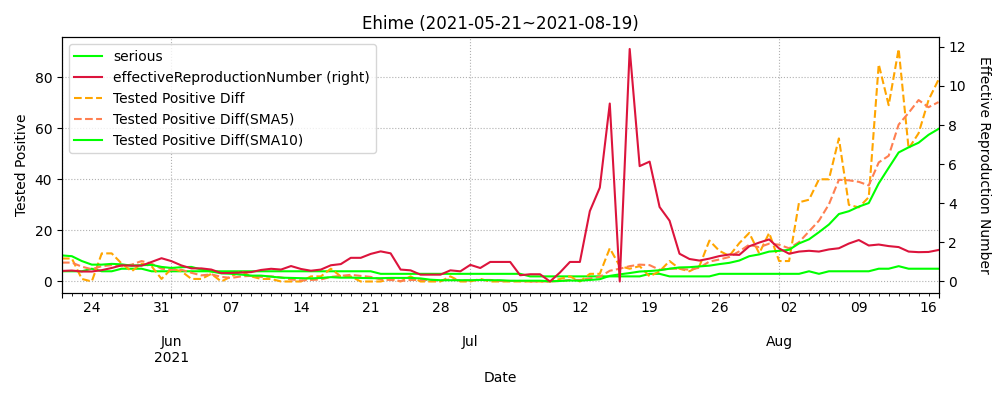 Ehime (2021-05-21~2021-08-19)
serious
effectiveReproductionNumber (right)
Tested Positive Diff
Tested Positive Diff(SMA5)
Tested Positive Diff(SMA10)
Tested Positive
80
60
40
20
0
12
10
8
6
4
2
0
Effective Reproduction Number
24 31 07 14 21 28 05 12 19 26 02 09 16
Jun Jul Aug
2021
Date